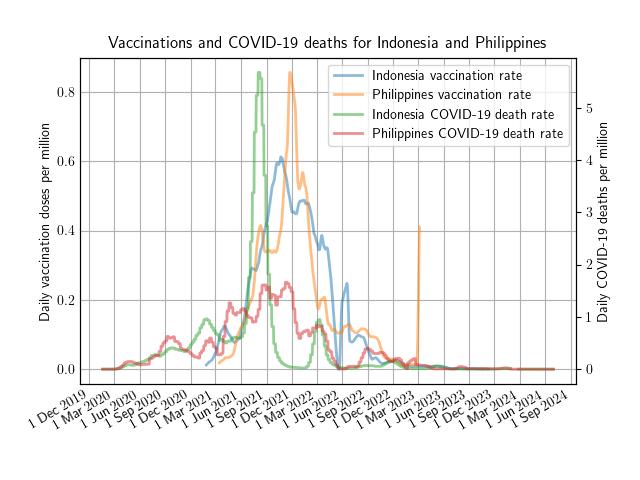 Vaccinations and COVID-19 deaths for Indonesia and Philippines
Indonesia vaccination rate
Philippines vaccination rate
Indonesia COVID-19 death rate
Philippines COVID-19 death rate
Daily vaccination doses per million
0.8
0.6
0.4
0.2
0.0
Daily COVID-19 deaths per million
5
4
3
2
1
0
1 Dec 2019
1 Mar 2020
1 Jun 2020
1 Sep 2020
1 Dec 2020
1 Mar 2021
1 Jun 2021
1 Sep 2021
1 Dec 2021
1 Mar 2022
1 Jun 2022
1 Sep 2022
1 Dec 2022
1 Mar 2023
1 Jun 2023
1 Sep 2023
1 Dec 2023
1 Mar 2024
1 Jun 2024
1 Sep 2024